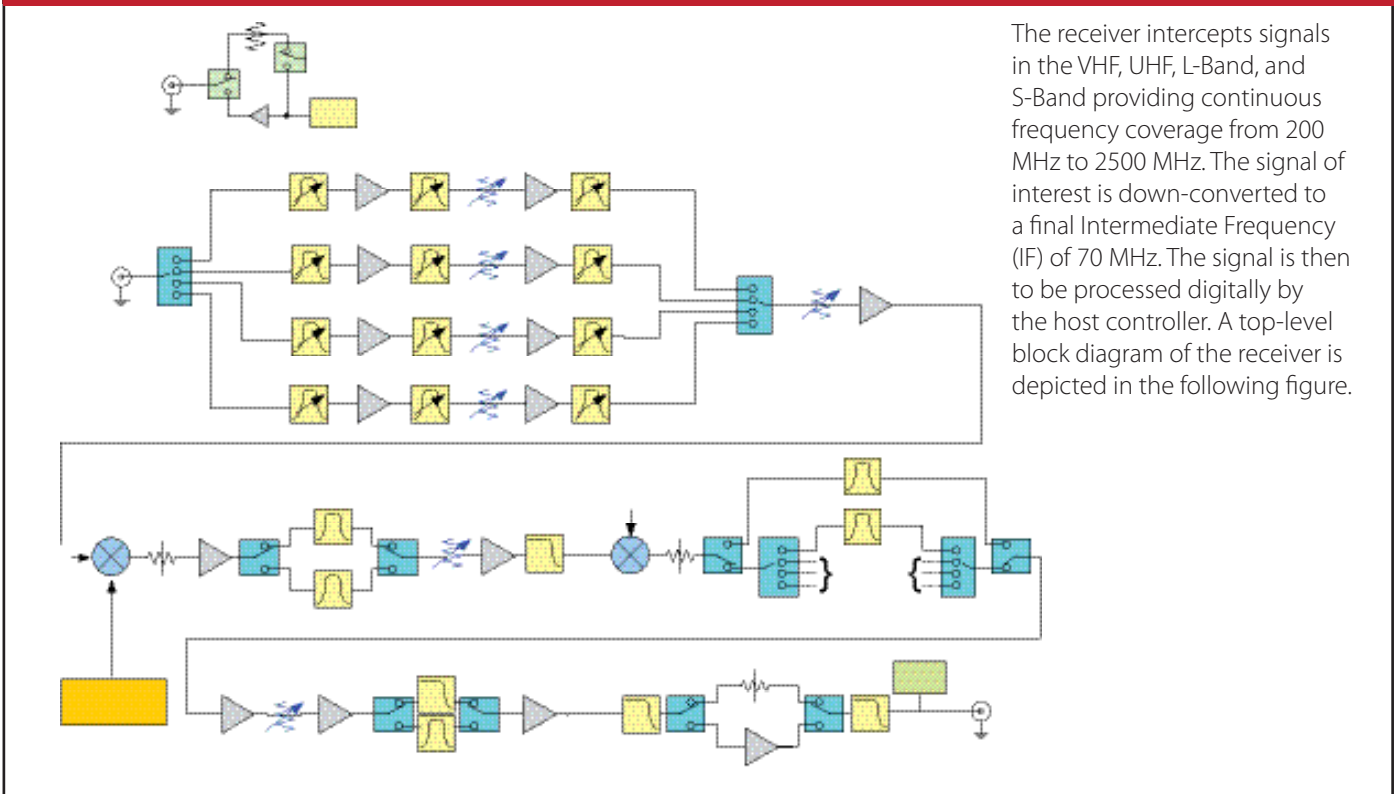 The receiver intercepts signals
in the VHF, UHF, L-Band, and
S-Band providing continuous
frequency coverage from 200
MHz to 2500 MHz. The signal of
interest is down-converted to
a final Intermediate Frequency
(IF) of 70 MHz. The signal is then
to be processed digitally by
the host controller. A top-level
block diagram of the receiver is
depicted in the following figure.